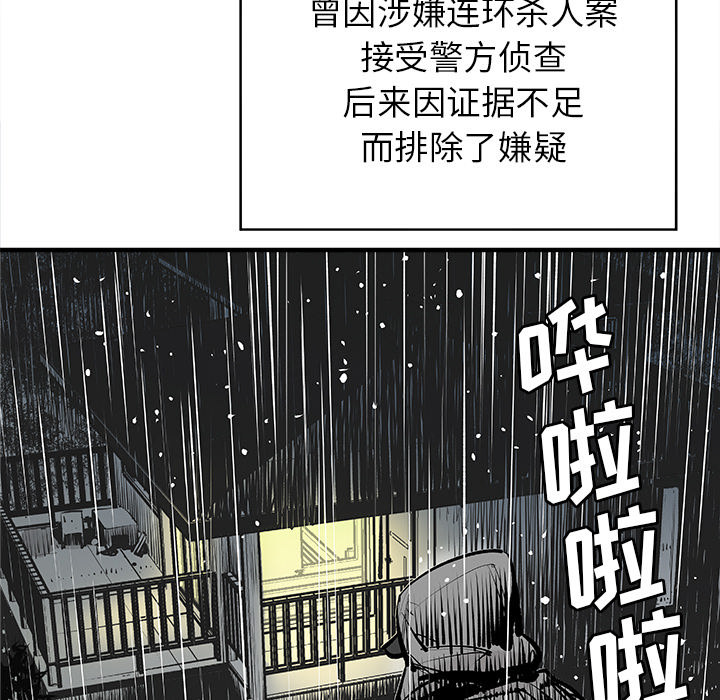 曾因涉嫌连环杀人案
接受警方侦查
后来因证据不足
而排除了嫌疑
哗啦啦啦